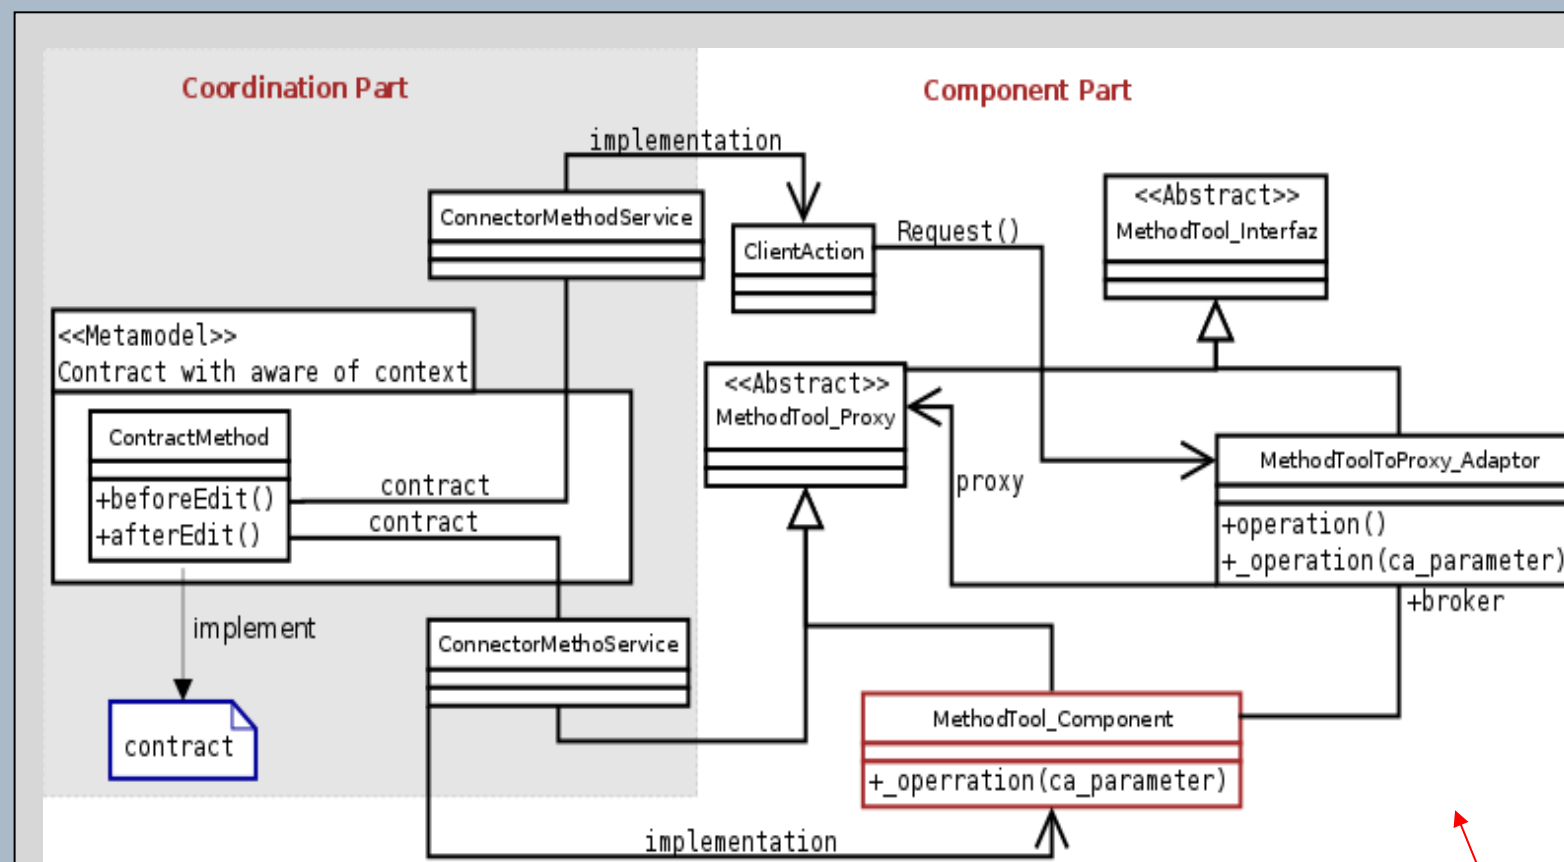 Coordination Part
Component Part
implementation
ConnectorMethodService
ClientAction
Request()
<<Abstract>>
MethodTool_Interfaz
<<Metamodel>>
Contract with aware of context
ContractMethod
+beforeEdit()
+afterEdit()
contract
contract
<<Abstract>>
MethodTool_Proxy
proxy
MethodToolToProxy_Adaptor
+operation()
+_operation(ca_parameter)
+broker
implement
contract
ConnectorMethoService
MethodTool_Component
+_operration(ca_parameter)
implementation